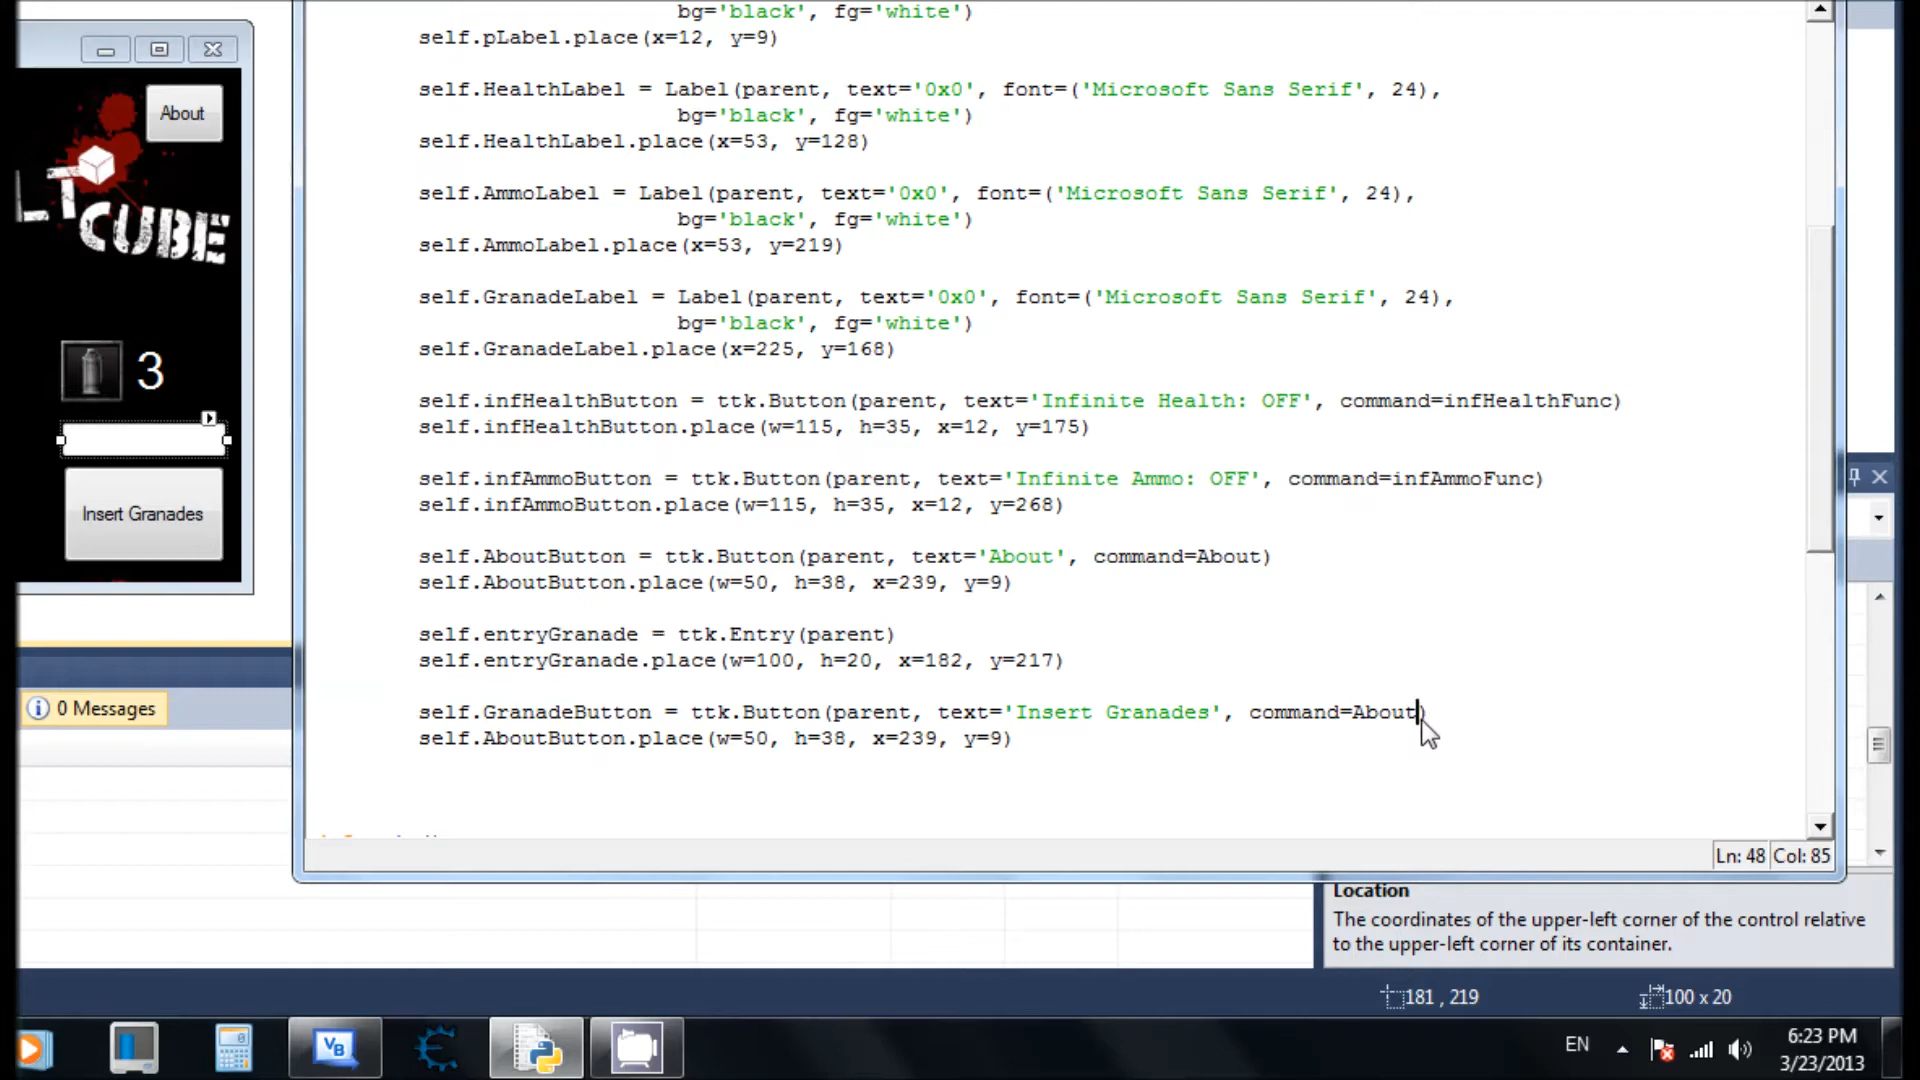 bg='black', fg='white')
self.pLabel.place(x=12, y=9)
self.HealthLabel = Label(parent, text='0x0', font=('Microsoft Sans Serif', 24),
bg='black', fg='white')
self.HealthLabel.place(x=53, y=128)
self.AmmoLabel = Label(parent, text='0x0', font=('Microsoft Sans Serif', 24),
bg='black', fg='white')
self.AmmoLabel.place(x=53, y=219)
self.GranadeLabel = Label(parent, text='0x0', font=('Microsoft Sans Serif', 24),
bg='black', fg='white')
self.GranadeLabel.place(x=225, y=168)
self.infHealthButton = ttk.Button(parent, text='Infinite Health: OFF', command=infHealthFunc)
self.infHealthButton.place(w=115, h=35, x=12, y=175)
self.infAmmoButton = ttk.Button(parent, text='Infinite Ammo: OFF', command=infAmmoFunc)
self.infAmmoButton.place(w=115, h=35, x=12, y=268)
self.AboutButton = ttk.Button(parent, text='About', command=About)
self.AboutButton.place(w=50, h=38, x=239, y=9)
self.entryGranade = ttk.Entry(parent)
self.entryGranade.place(w=100, h=20, x=182, y=217)
self.GranadeButton = ttk.Button(parent, text='Insert Granades', command=About)
self.AboutButton.place(w=50, h=38, x=239, y=9)
Ln: 48 Col: 85
About
LT
CUBE
3
Insert Granades
0 Messages
Location
The coordinates of the upper-left corner of the control relative
to the upper-left corner of its container.
181 , 219
100 x 20
VB
EN
6:23 PM
3/23/2013